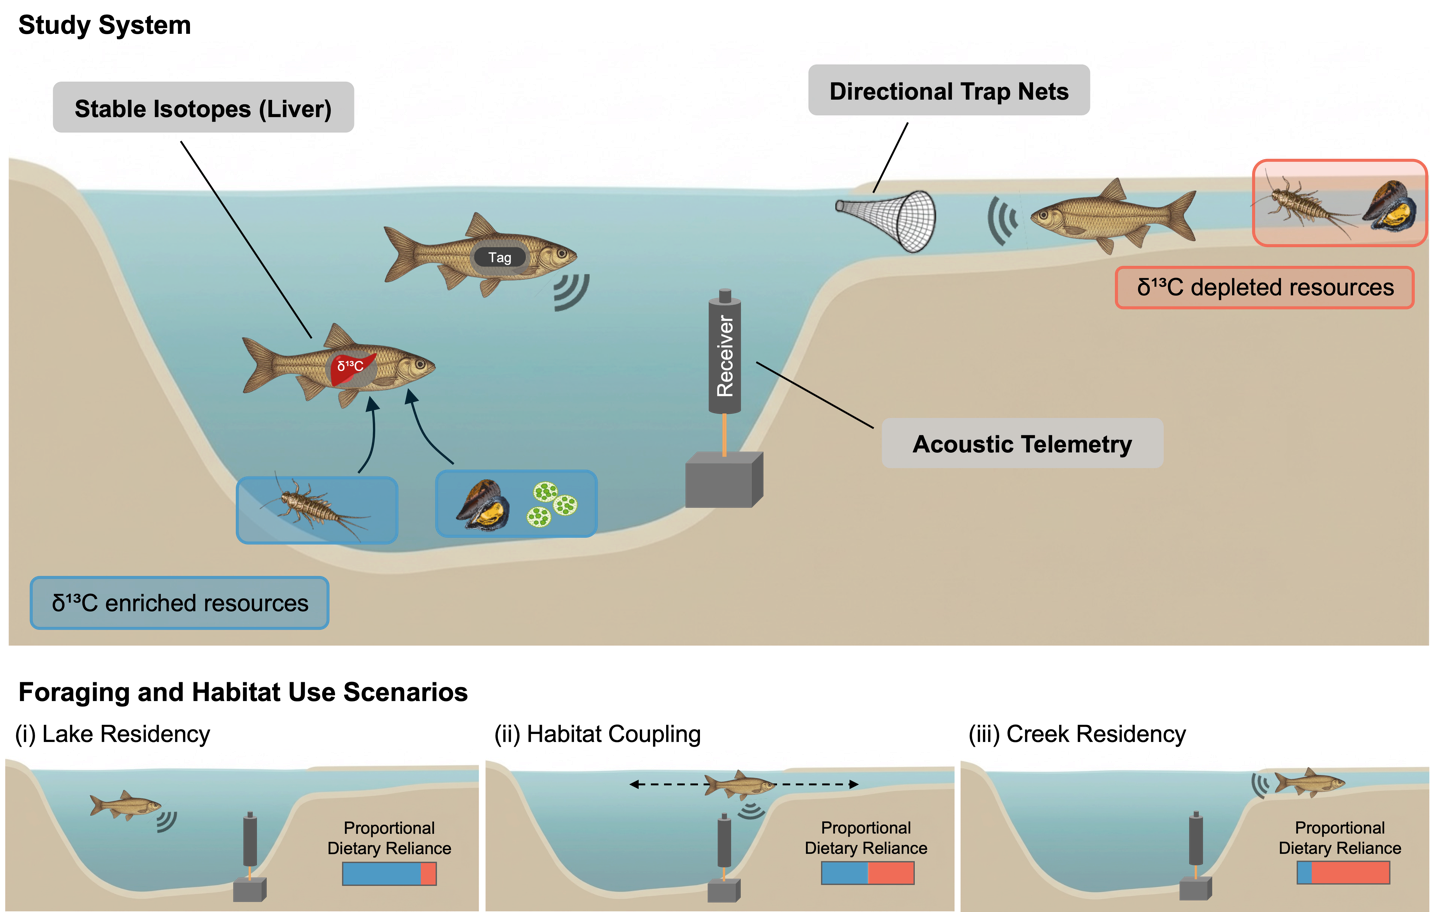 Study System
Stable Isotopes (Liver)
Directional Trap Nets
Tag
δ¹³C depleted resources
δ¹³C
Receiver
Acoustic Telemetry
δ¹³C enriched resources
Foraging and Habitat Use Scenarios
(i) Lake Residency
(ii) Habitat Coupling
(iii) Creek Residency
Proportional
Dietary Reliance
Proportional
Dietary Reliance
Proportional
Dietary Reliance